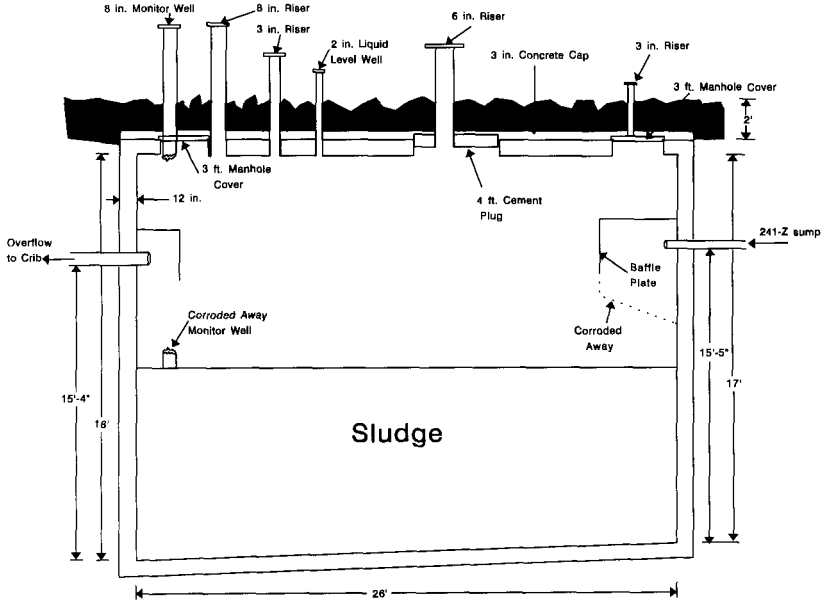 8 in. Monitor Well
8 in. Riser
3 in. Riser
2 in. Liquid
Level Well
6 in. Riser
3 in. Concrete Cap
3 in. Riser
3 ft. Manhole Cover
2'
3 ft. Manhole
Cover
4 ft. Cement
Plug
12 in.
Overflow
to Crib
241-Z sump
Baffle
Plate
Corroded Away
Monitor Well
Corroded
Away
15'-5"
17'
15'-4"
16'
Sludge
26'